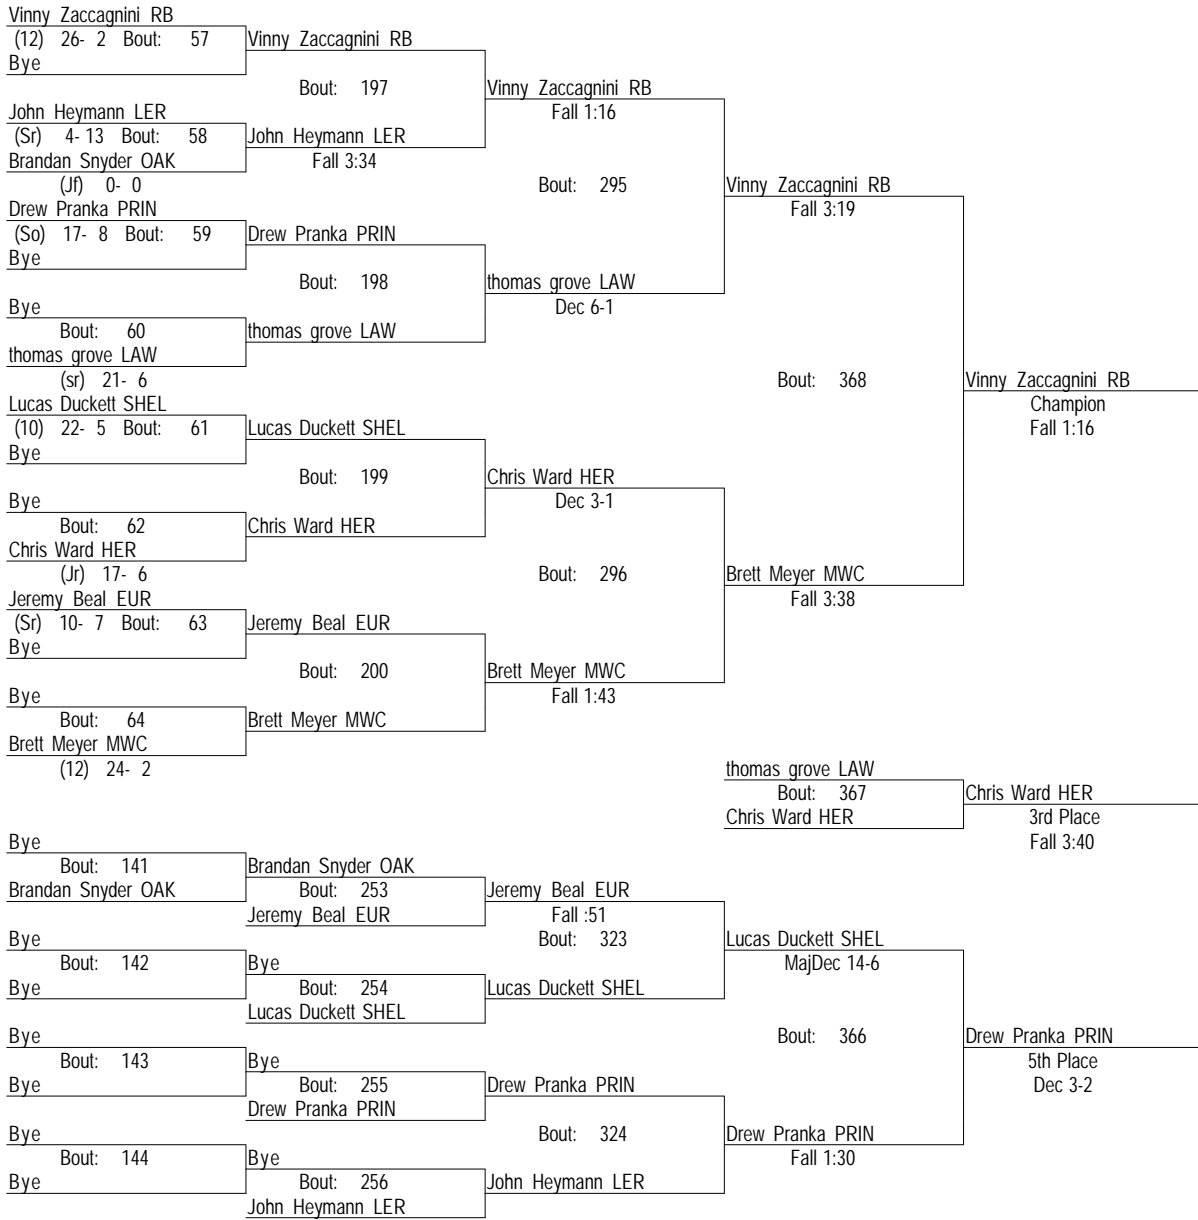 Vinny Zaccagnini RB
(12) 26- 2 Bout: 57
Bye
Vinny Zaccagnini RB
Bout: 197
John Heymann LER
(Sr) 4- 13 Bout: 58
Brandan Snyder OAK
(Jf) 0- 0
John Heymann LER
Fall 3:34
Vinny Zaccagnini RB
Fall 1:16
Bout: 295
Drew Pranka PRIN
(So) 17- 8 Bout: 59
Bye
Drew Pranka PRIN
Bout: 198
Bye
Bout: 60
thomas grove LAW
(sr) 21- 6
thomas grove LAW
thomas grove LAW
Dec 6-1
Vinny Zaccagnini RB
Fall 3:19
Bout: 368
Lucas Duckett SHEL
(10) 22- 5 Bout: 61
Bye
Lucas Duckett SHEL
Bout: 199
Bye
Bout: 62
Chris Ward HER
(Jr) 17- 6
Chris Ward HER
Chris Ward HER
Dec 3-1
Bout: 296
Jeremy Beal EUR
(Sr) 10- 7 Bout: 63
Bye
Jeremy Beal EUR
Bout: 200
Bye
Bout: 64
Brett Meyer MWC
(12) 24- 2
Brett Meyer MWC
Brett Meyer MWC
Fall 1:43
Brett Meyer MWC
Fall 3:38
Vinny Zaccagnini RB
Champion
Fall 1:16
thomas grove LAW
Bout: 367
Chris Ward HER
Chris Ward HER
3rd Place
Fall 3:40
Bye
Bout: 141
Brandan Snyder OAK
Brandan Snyder OAK
Bout: 253
Jeremy Beal EUR
Jeremy Beal EUR
Fall :51
Bout: 323
Bye
Bout: 142
Bye
Bye
Bout: 254
Lucas Duckett SHEL
Lucas Duckett SHEL
Lucas Duckett SHEL
MajDec 14-6
Bout: 366
Bye
Bout: 143
Bye
Bye
Bout: 255
Drew Pranka PRIN
Drew Pranka PRIN
Bout: 324
Bye
Bout: 144
Bye
Bye
Bout: 256
John Heymann LER
John Heymann LER
Drew Pranka PRIN
Fall 1:30
Drew Pranka PRIN
5th Place
Dec 3-2